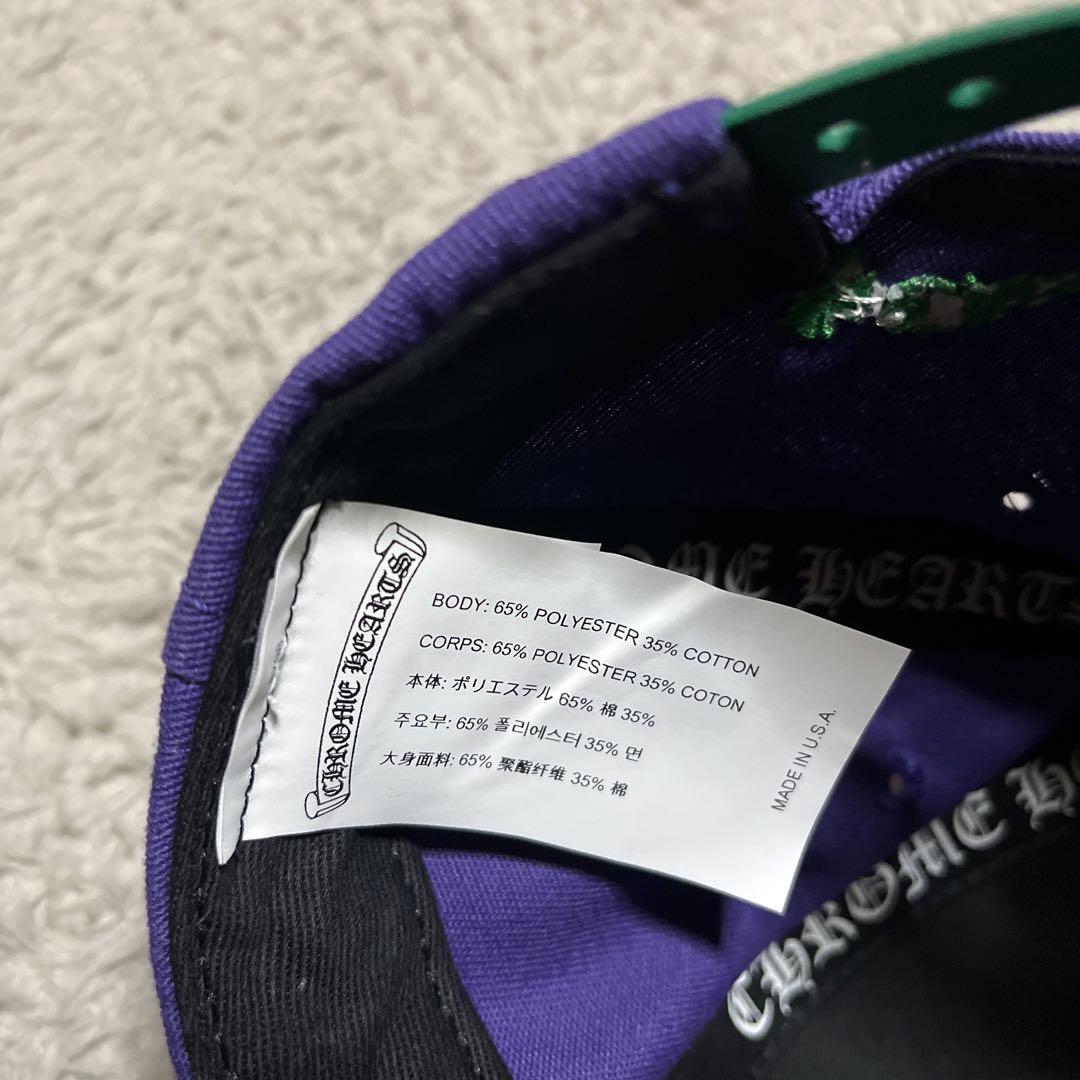 CHROME HEARTS
BODY: 65% POLYESTER 35% COTTON
CORPS: 65% POLYESTER 35% COTON
本体: ポリエステル 65% 棉 35%
주요부: 65% 폴리에스터 35% 면
大身面料: 65% 聚酯纤维 35% 棉
MADE IN U.S.A.
OME HEARTS
CHROME H